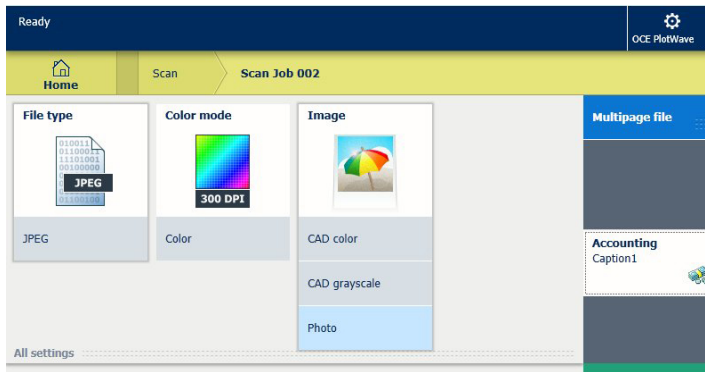 Ready
OCE PlotWave
Home
Scan
Scan Job 002
File type
JPEG
JPEG
Color mode
300 DPI
Color
Image
CAD color
CAD grayscale
Photo
Multipage file
Accounting
Caption1
All settings